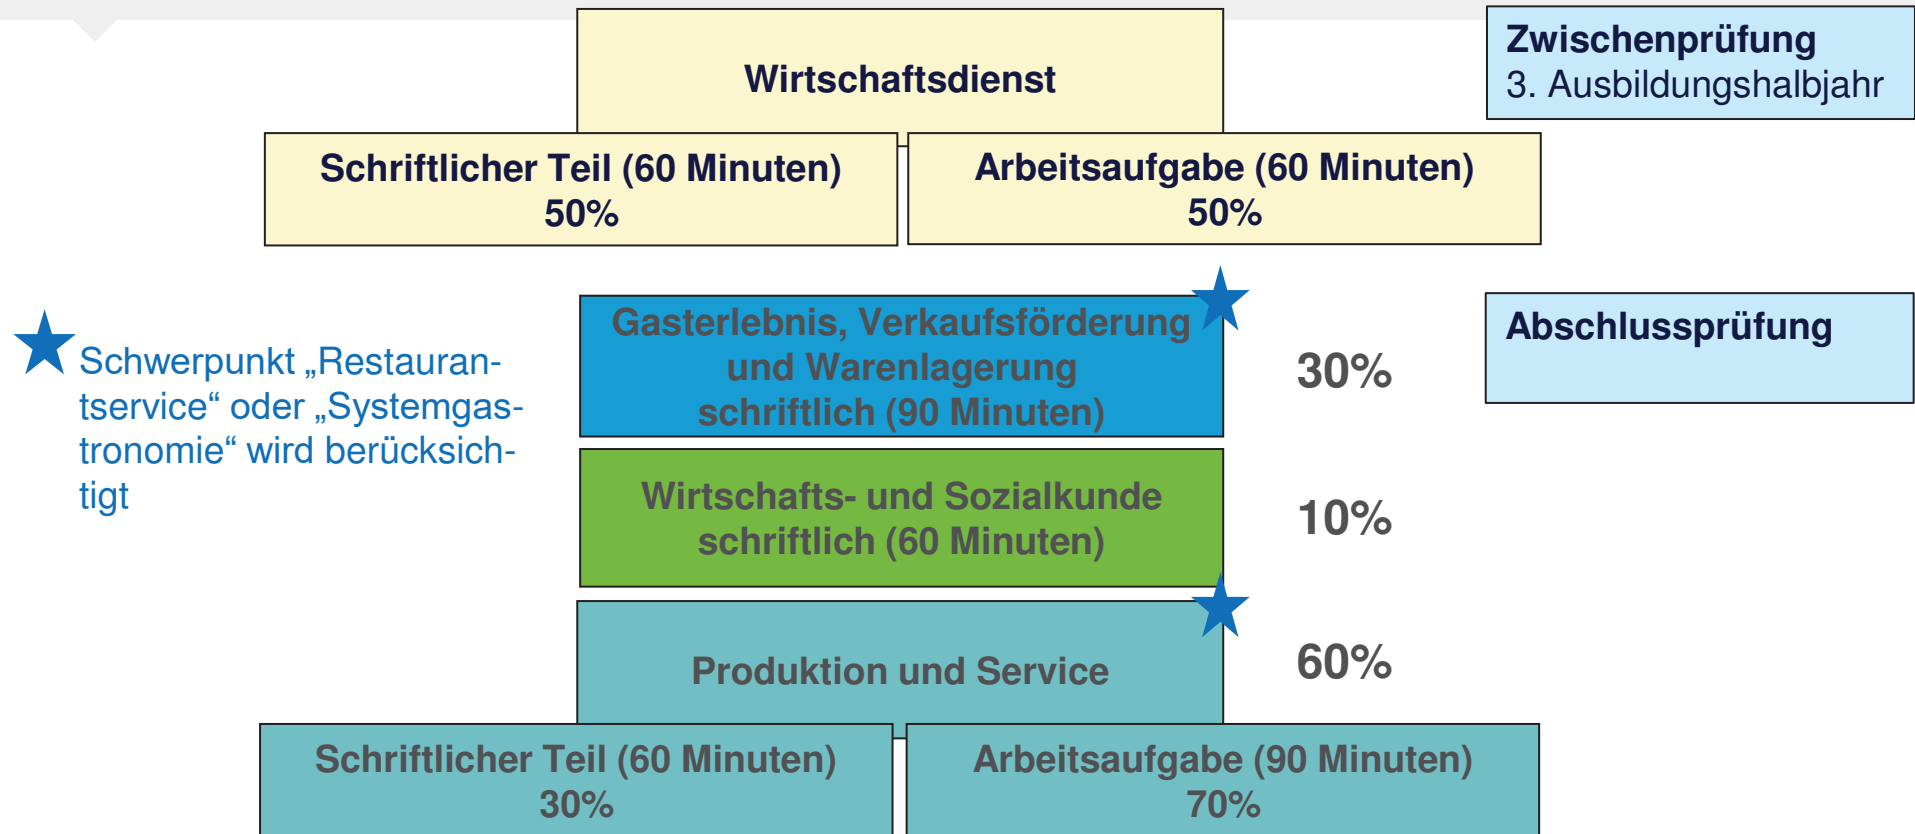 Wirtschaftsdienst
Zwischenprüfung
3. Ausbildungshalbjahr
Schriftlicher Teil (60 Minuten)
50%
Arbeitsaufgabe (60 Minuten)
50%
Schwerpunkt „Restauran-
tservice“ oder „Systemgas-
tronomie“ wird berücksich-
tigt
Gasterlebnis, Verkaufsförderung
und Warenlagerung
schriftlich (90 Minuten)
30%
Abschlussprüfung
Wirtschafts- und Sozialkunde
schriftlich (60 Minuten)
10%
Produktion und Service
60%
Schriftlicher Teil (60 Minuten)
30%
Arbeitsaufgabe (90 Minuten)
70%